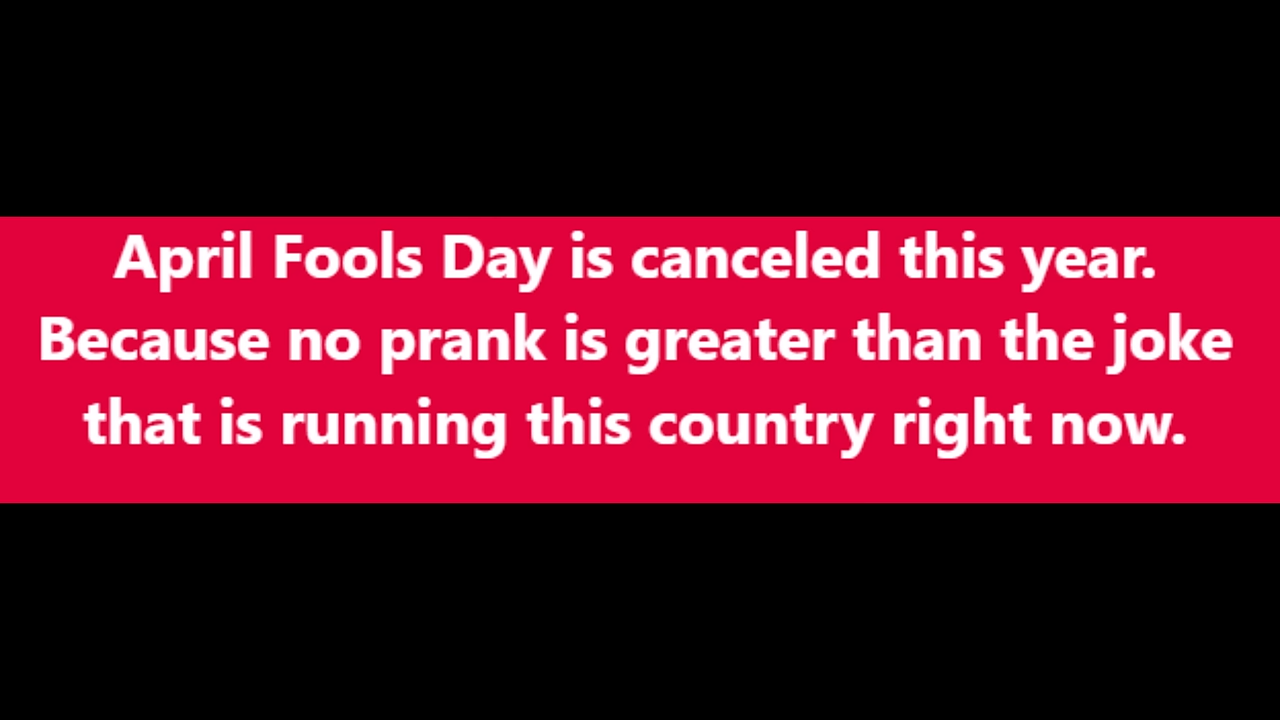 April Fools Day is canceled this year.
Because no prank is greater than the joke
that is running this country right now.